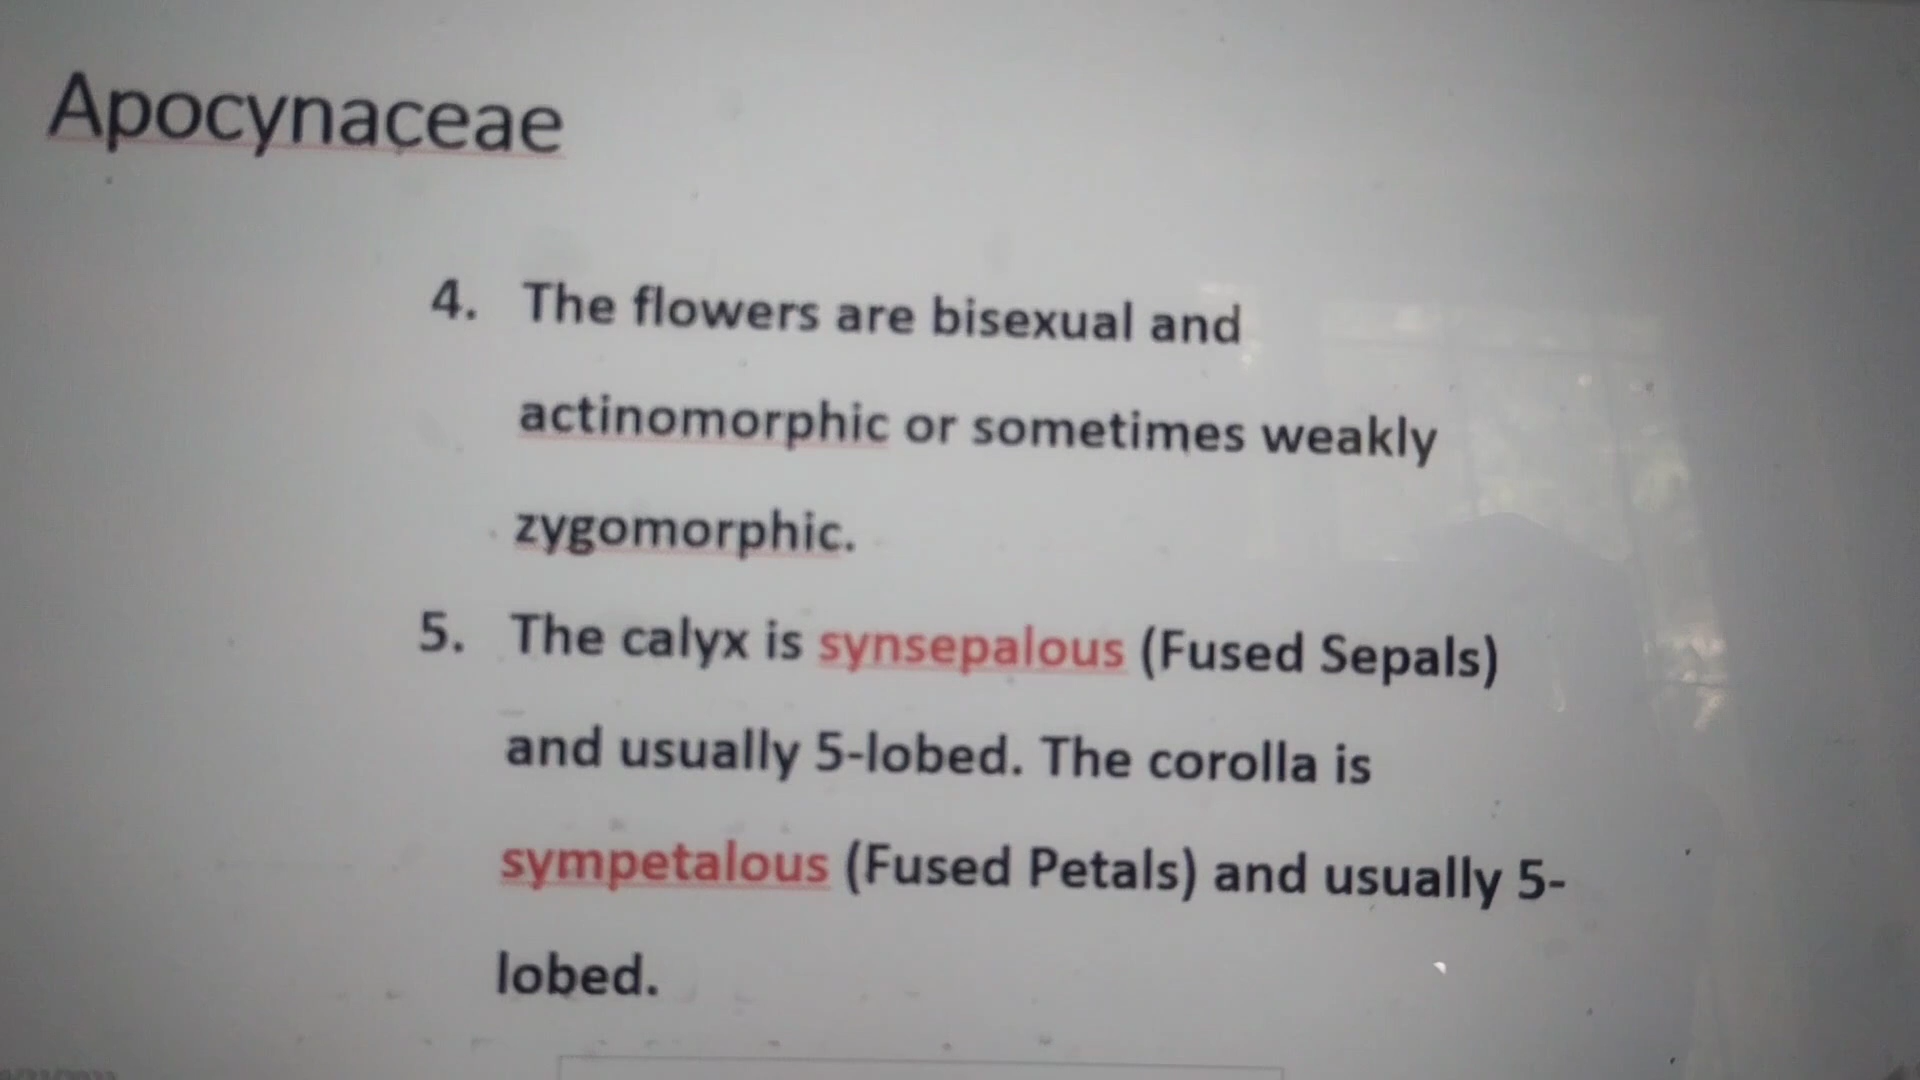 Apocynaceae
4. The flowers are bisexual and
actinomorphic or sometimes weakly
zygomorphic.
5. The calyx is synsepalous (Fused Sepals)
and usually 5-lobed. The corolla is
sympetalous (Fused Petals) and usually 5-
lobed.